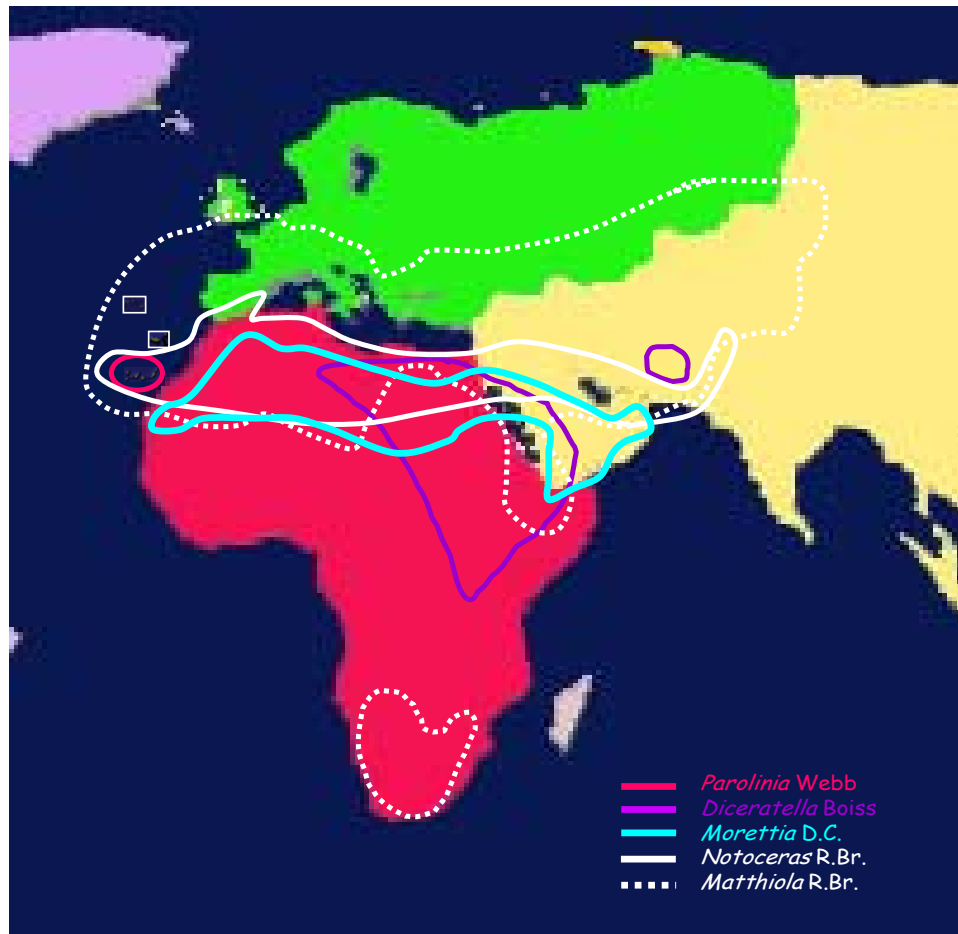 Parolinia Webb
Diceratella Boiss
Morettia D.C.
Notoceras R.Br.
Matthiola R.Br.